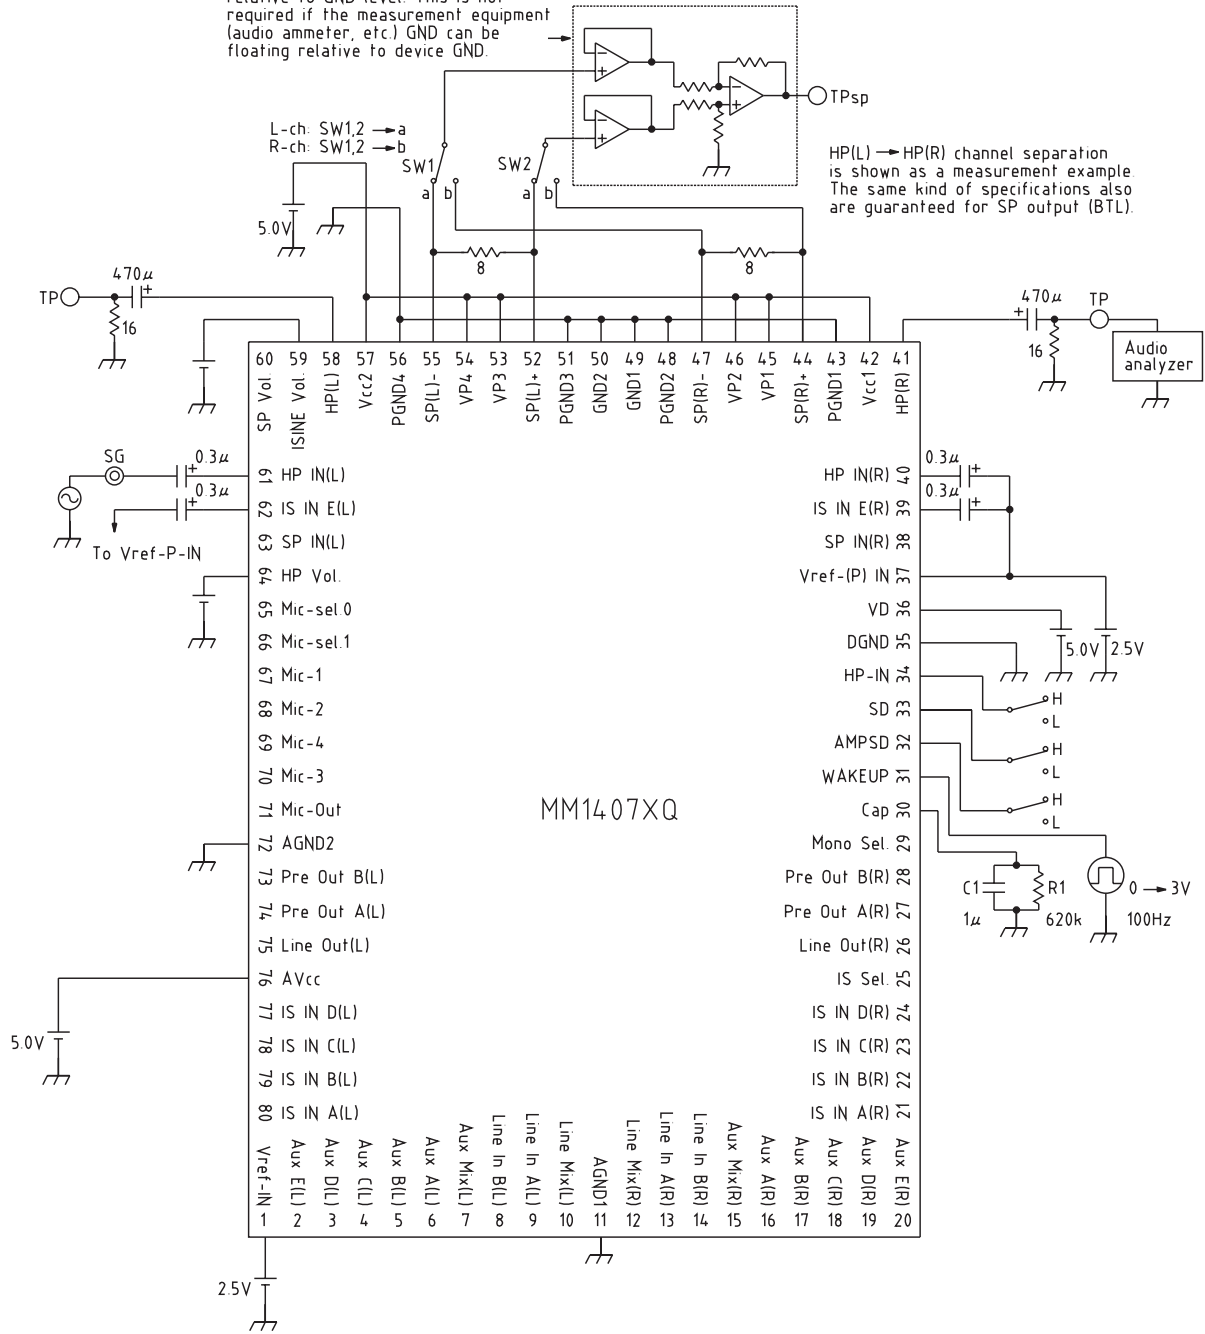 relative to GND level. This is not
required if the measurement equipment
(audio ammeter, etc.) GND can be
floating relative to device GND.
TPsp
L-ch: SW1,2 → a
R-ch: SW1,2 → b
SW1
SW2
a
b
a
b
HP(L) → HP(R) channel separation
is shown as a measurement example.
The same kind of specifications also
are guaranteed for SP output (BTL).
5.0V
8
8
TP
470μ
+
16
470μ
+
TP
16
Audio
analyzer
60 SP Vol.
59 ISINE Vol.
58 HP(L)
57 Vcc2
56 PGND4
55 SP(L)-
54 VP4
53 VP3
52 SP(L)+
51 PGND3
50 GND2
49 GND1
48 PGND2
47 SP(R)-
46 VP2
45 VP1
44 SP(R)+
43 PGND1
42 Vcc1
41 HP(R)
SG
0.3μ
+
0.3μ
+
To Vref-P-IN
61 HP IN(L)
62 IS IN E(L)
63 SP IN(L)
64 HP Vol.
65 Mic-sel.0
66 Mic-sel.1
67 Mic-1
68 Mic-2
69 Mic-4
70 Mic-3
71 Mic-Out
72 AGND2
73 Pre Out B(L)
74 Pre Out A(L)
75 Line Out(L)
76 AVcc
77 IS IN D(L)
78 IS IN C(L)
79 IS IN B(L)
80 IS IN A(L)
5.0V
MM1407XQ
HP IN(R) 40
IS IN E(R) 39
SP IN(R) 38
Vref-(P) IN 37
VD 36
DGND 35
HP-IN 34
SD 33
AMPSD 32
WAKEUP 31
Cap 30
Mono Sel. 29
Pre Out B(R) 28
Pre Out A(R) 27
Line Out(R) 26
IS Sel. 25
IS IN D(R) 24
IS IN C(R) 23
IS IN B(R) 22
IS IN A(R) 21
0.3μ
+
0.3μ
+
5.0V
2.5V
H
L
H
L
H
L
C1
1μ
R1
620k
0 → 3V
100Hz
Vref-IN 1
Aux E(L) 2
Aux D(L) 3
Aux C(L) 4
Aux B(L) 5
Aux A(L) 6
Aux Mix(L) 7
Line In B(L) 8
Line In A(L) 9
Line Mix(L) 10
AGND1 11
Line Mix(R) 12
Line In A(R) 13
Line In B(R) 14
Aux Mix(R) 15
Aux A(R) 16
Aux B(R) 17
Aux C(R) 18
Aux D(R) 19
Aux E(R) 20
2.5V